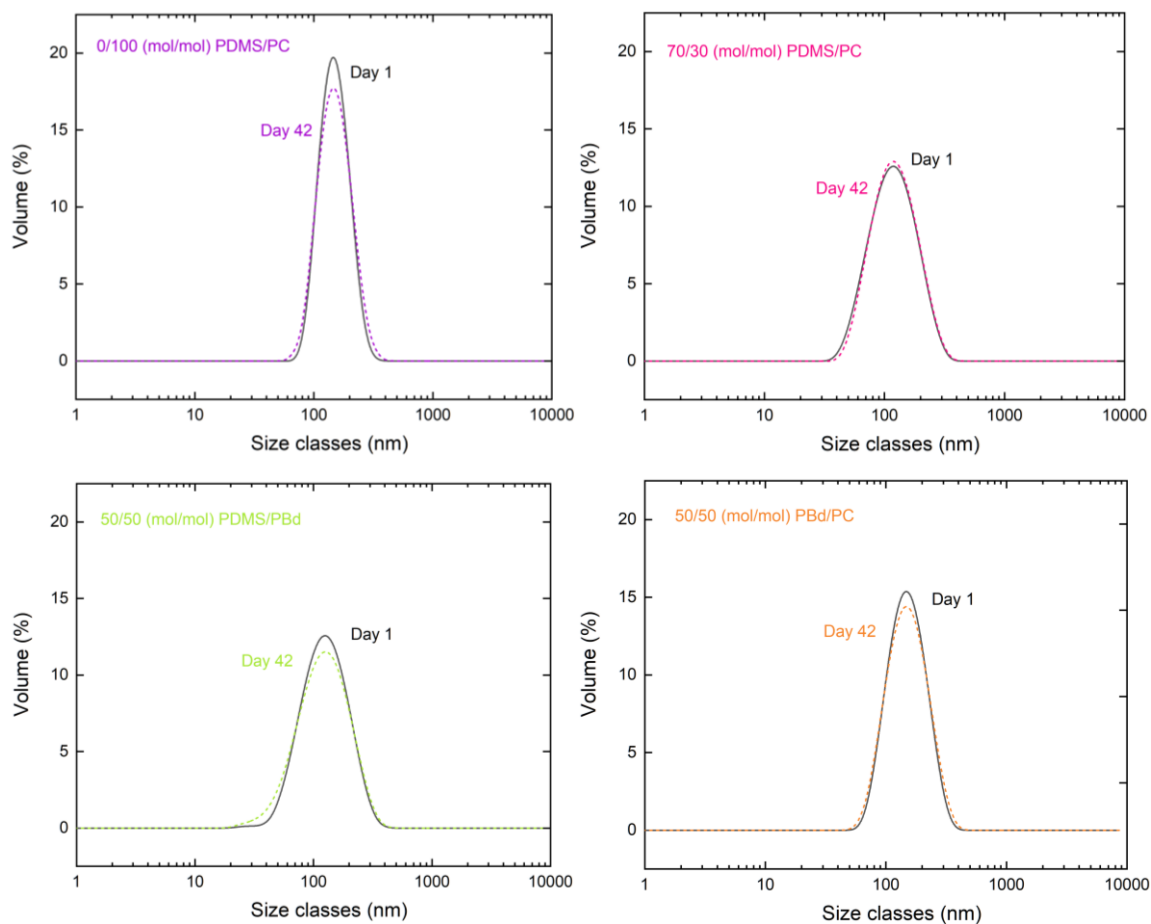 0/100 (mol/mol) PDMS/PC
Day 1
Day 42
Volume (%)
20
15
10
5
0
1 10 100 1000 10000
Size classes (nm)
70/30 (mol/mol) PDMS/PC
Day 1
Day 42
Volume (%)
20
15
10
5
0
1 10 100 1000 10000
Size classes (nm)
50/50 (mol/mol) PDMS/PBd
Day 1
Day 42
Volume (%)
20
15
10
5
0
1 10 100 1000 10000
Size classes (nm)
50/50 (mol/mol) PBd/PC
Day 1
Day 42
Volume (%)
20
15
10
5
0
1 10 100 1000 10000
Size classes (nm)